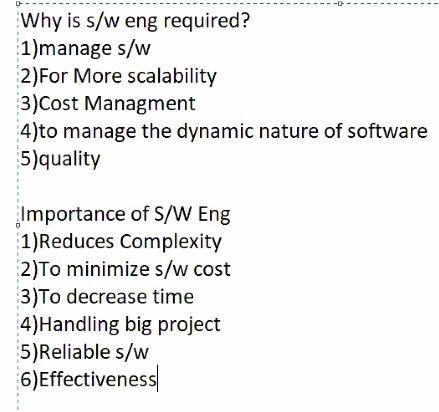 Why is s/w eng required?
1)manage s/w
2)For More scalability
3)Cost Managment
4)to manage the dynamic nature of software
5)quality
Importance of S/W Eng
1)Reduces Complexity
2)To minimize s/w cost
3)To decrease time
4)Handling big project
5)Reliable s/w
6)Effectiveness